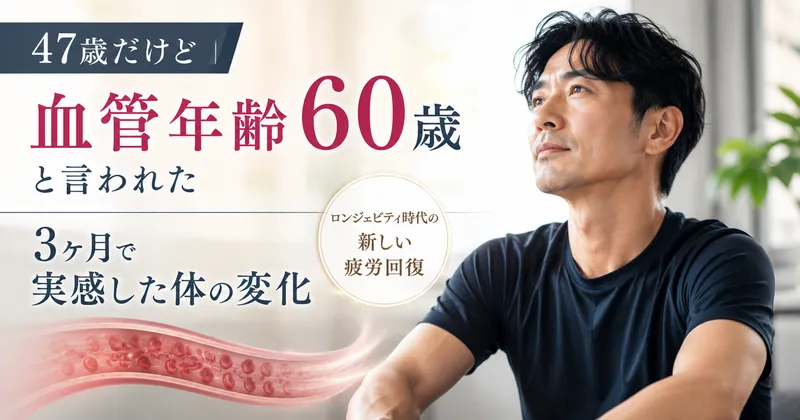 47歳だけど
血管年齢60歳
と言われた
ロンジェビティ時代の
新しい
疲労回復
3ヶ月で
実感した体の変化